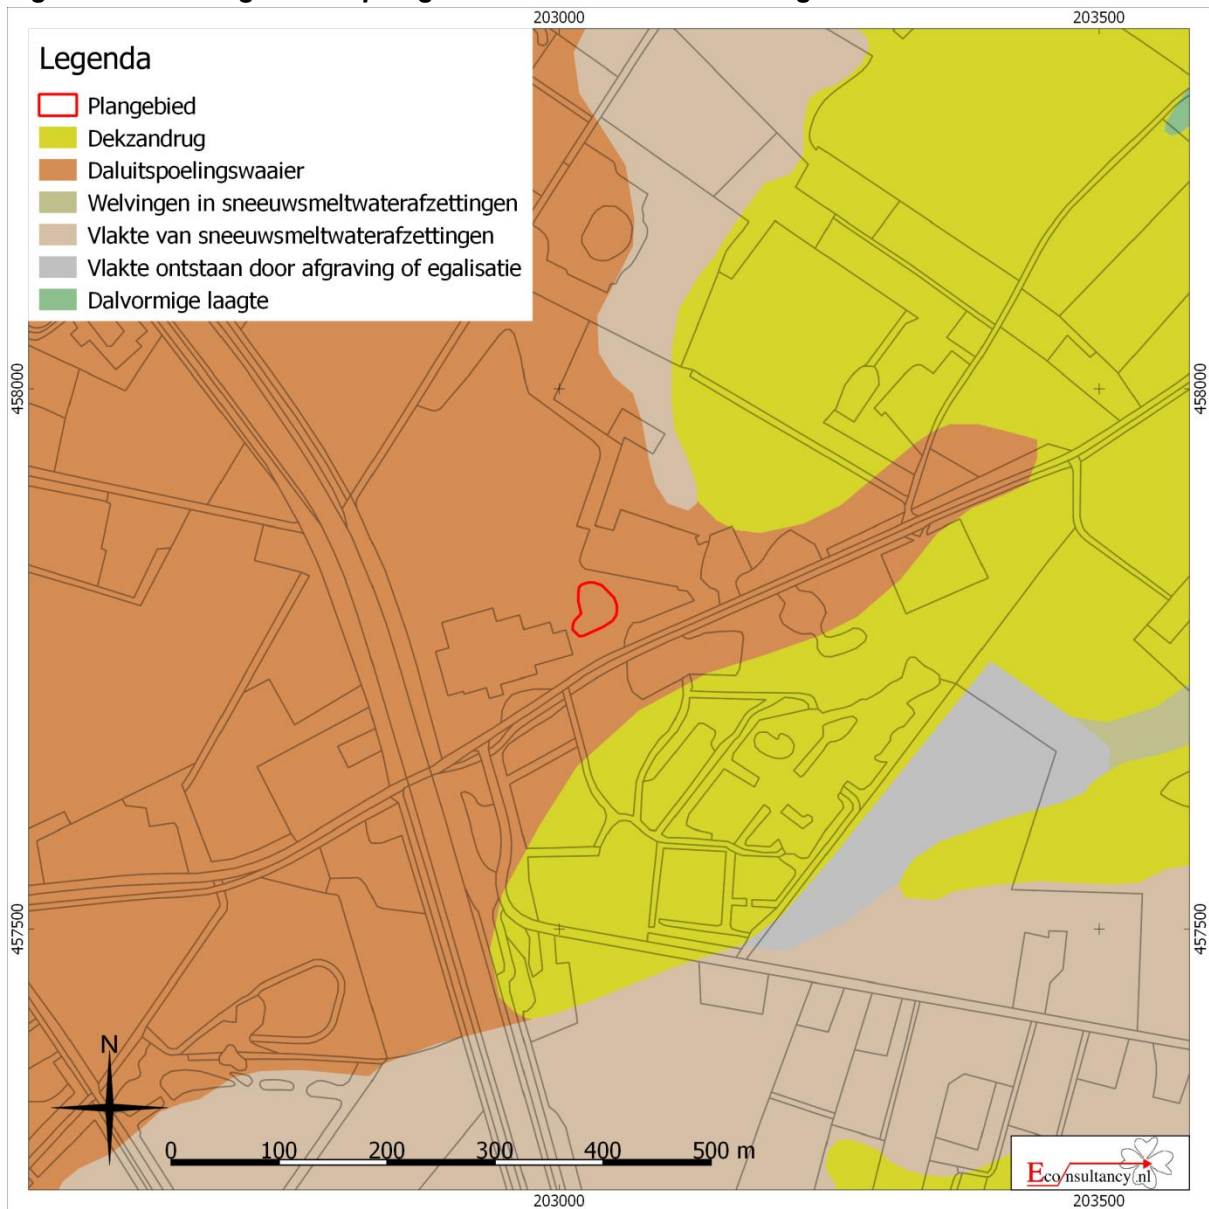 203000
203500
Legenda
Plangebied
Dekzandrug
Daluitspoelingswaaier
Welvingen in sneeuwsmeltwaterafzettingen
Vlakte van sneeuwsmeltwaterafzettingen
Vlakte ontstaan door afgraving of egalisatie
Dalvormige laagte
458000
458000
457500
457500
N
0 100 200 300 400 500 m
Econsultancy.nl
203000
203500